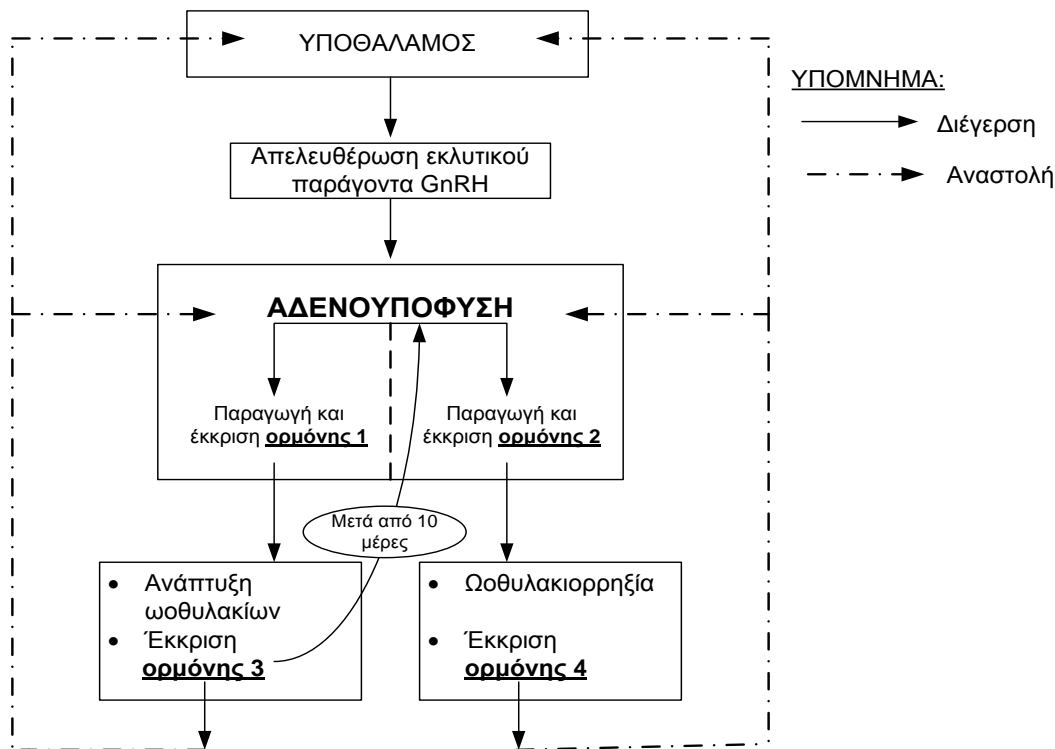 ΥΠΟΘΑΛΑΜΟΣ
ΥΠΟΜΝΗΜΑ:
Διέγερση
Αναστολή
Απελευθέρωση εκλυτικού
παράγοντα GnRH
ΑΔΕΝΟΥΠΟΦΥΣΗ
Παραγωγή και
έκκριση ορμόνης 1
Παραγωγή και
έκκριση ορμόνης 2
Μετά από 10
μέρες
• Ανάπτυξη
ωοθυλακίων
• Έκκριση
ορμόνης 3
• Ωοθυλακιορρηξία
• Έκκριση
ορμόνης 4